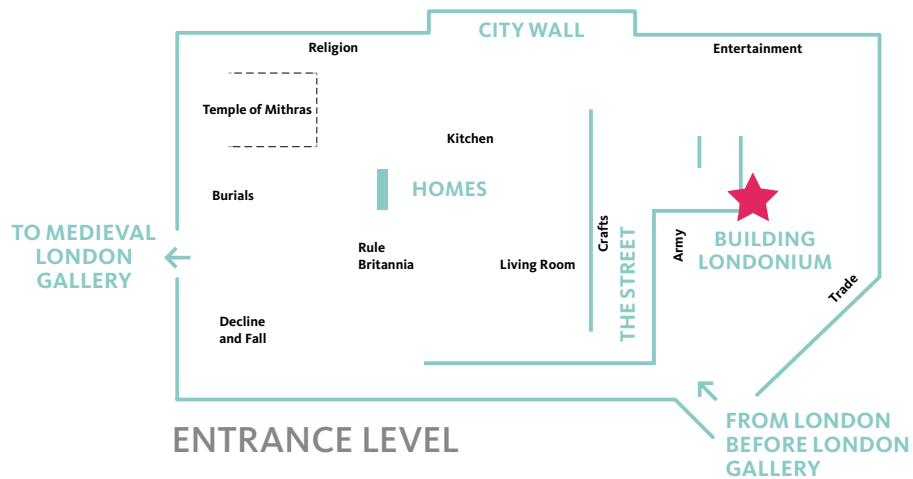 CITY WALL
Religion
Entertainment
Temple of Mithras
Kitchen
HOMES
Burials
TO MEDIEVAL
LONDON
GALLERY
Rule
Britannia
Living Room
Crafts
THE STREET
Army
BUILDING
LONDONIUM
Trade
Decline
and Fall
ENTRANCE LEVEL
FROM LONDON
BEFORE LONDON
GALLERY